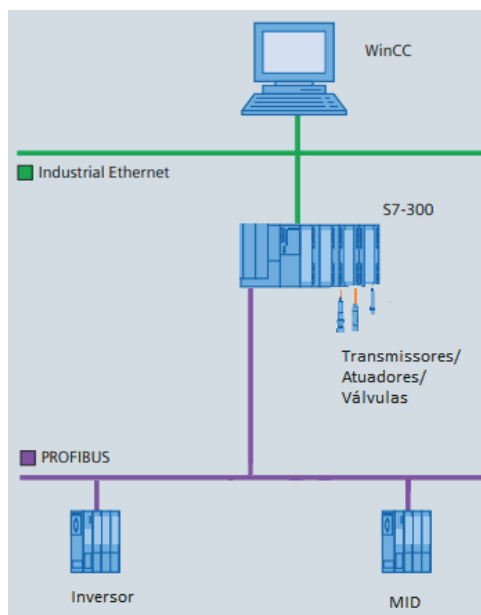 WinCC
Industrial Ethernet
S7-300
Transmissores/
Atuadores/
Válvulas
PROFIBUS
Inversor
MID